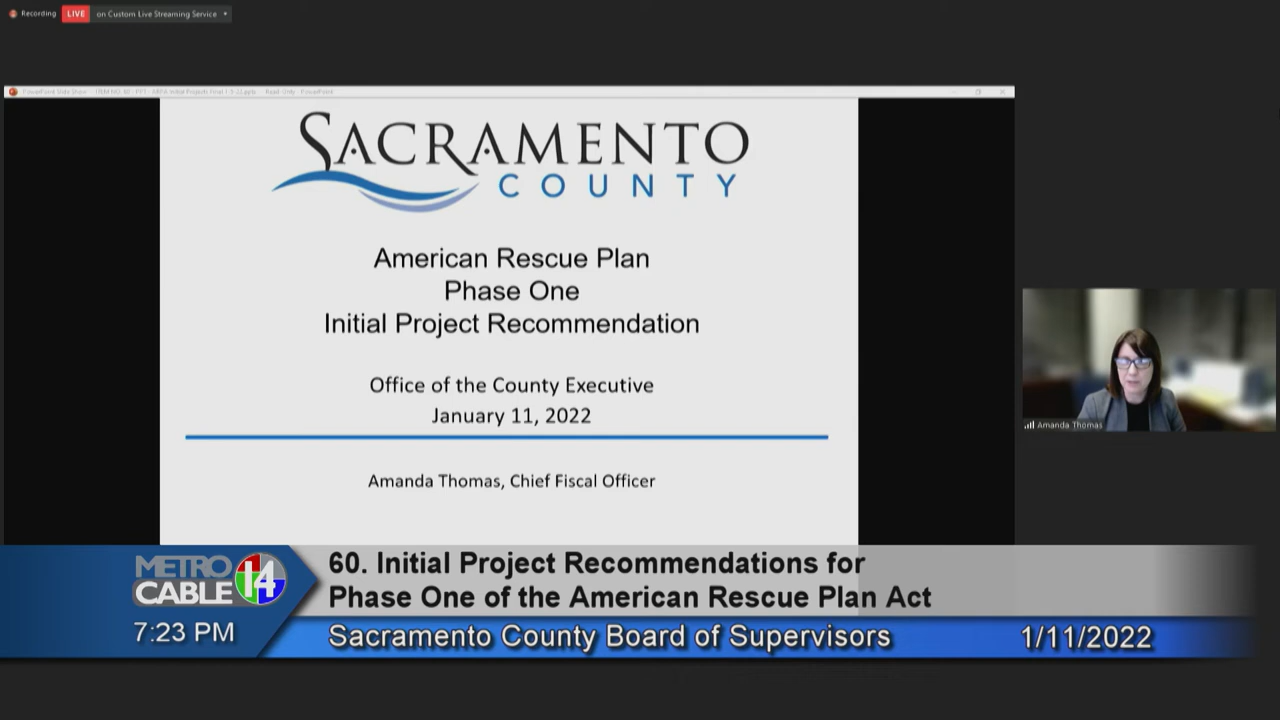 Recording
LIVE
on Custom Live Streaming Service
SACRAMENTO
COUNTY
American Rescue Plan
Phase One
Initial Project Recommendation
Office of the County Executive
January 11, 2022
Amanda Thomas, Chief Fiscal Officer
Amanda Thomas
METRO
CABLE 14
7:23 PM
60. Initial Project Recommendations for
Phase One of the American Rescue Plan Act
Sacramento County Board of Supervisors
1/11/2022